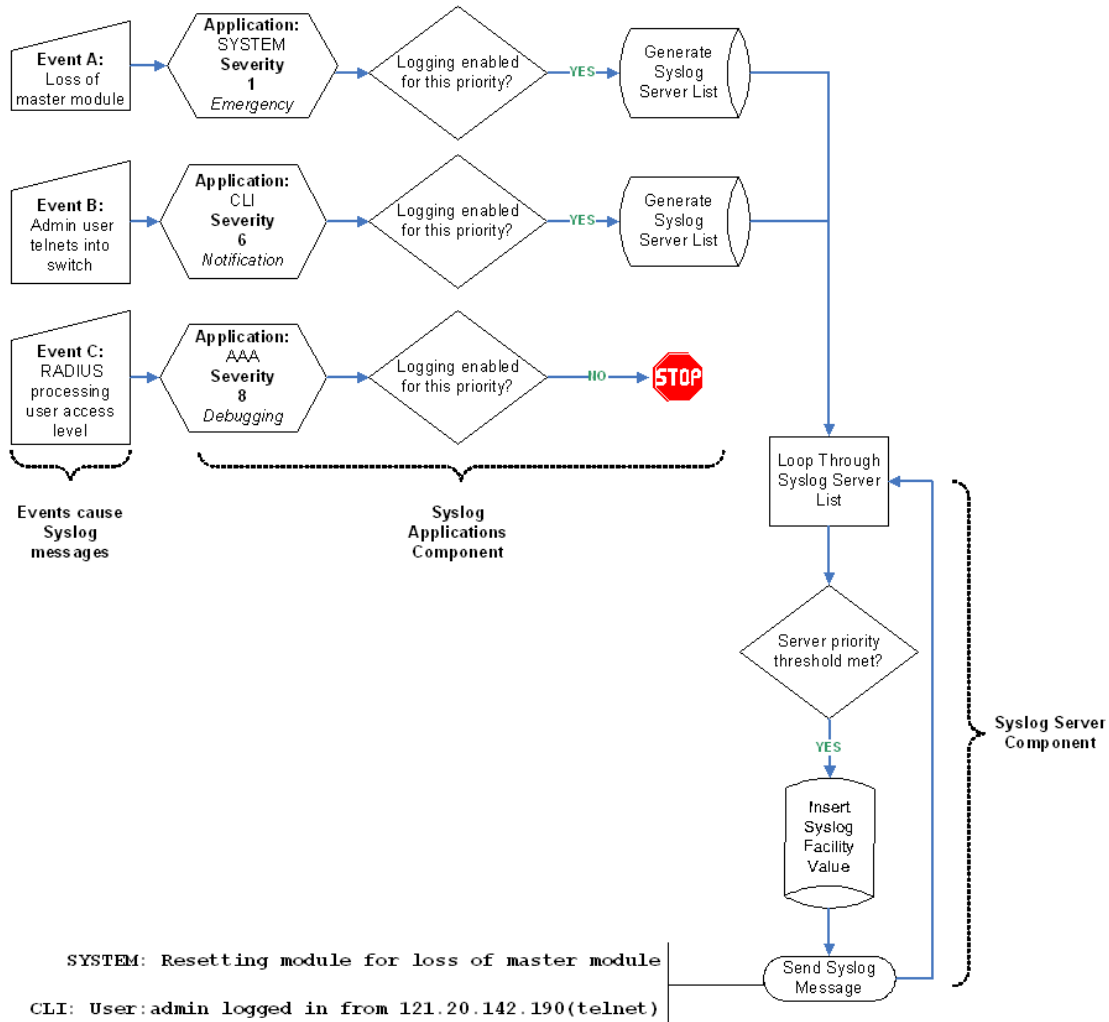 Event A:
Loss of
master module
Application:
SYSTEM
Severity
1
Emergency
Logging enabled
for this priority?
YES
Generate
Syslog
Server List
Event B:
Admin user
telnets into
switch
Application:
CLI
Severity
6
Notification
Logging enabled
for this priority?
YES
Generate
Syslog
Server List
Event C:
RADIUS
processing
user access
level
Application:
AAA
Severity
8
Debugging
Logging enabled
for this priority?
NO
STOP
Events cause
Syslog
messages
Syslog
Applications
Component
Loop Through
Syslog Server
List
Server priority
threshold met?
YES
Insert
Syslog
Facility
Value
Syslog Server
Component
Send Syslog
Message
SYSTEM: Resetting module for loss of master module
CLI: User:admin logged in from 121.20.142.190(telnet)